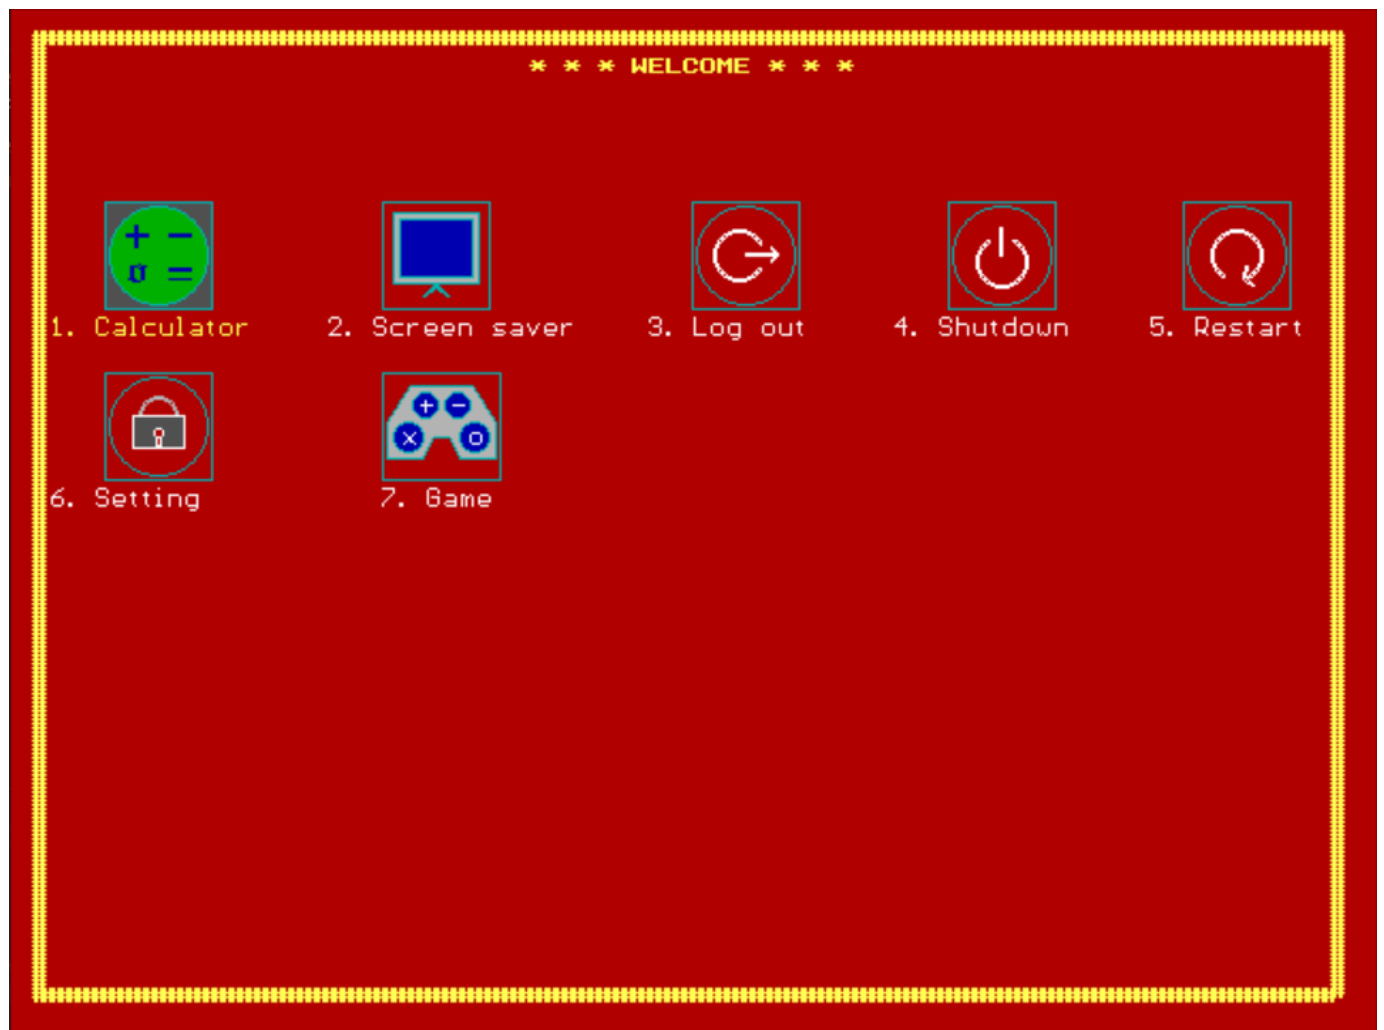 * * * WELCOME * * *
1. Calculator 2. Screen saver 3. Log out 4. Shutdown 5. Restart
6. Setting 7. Game